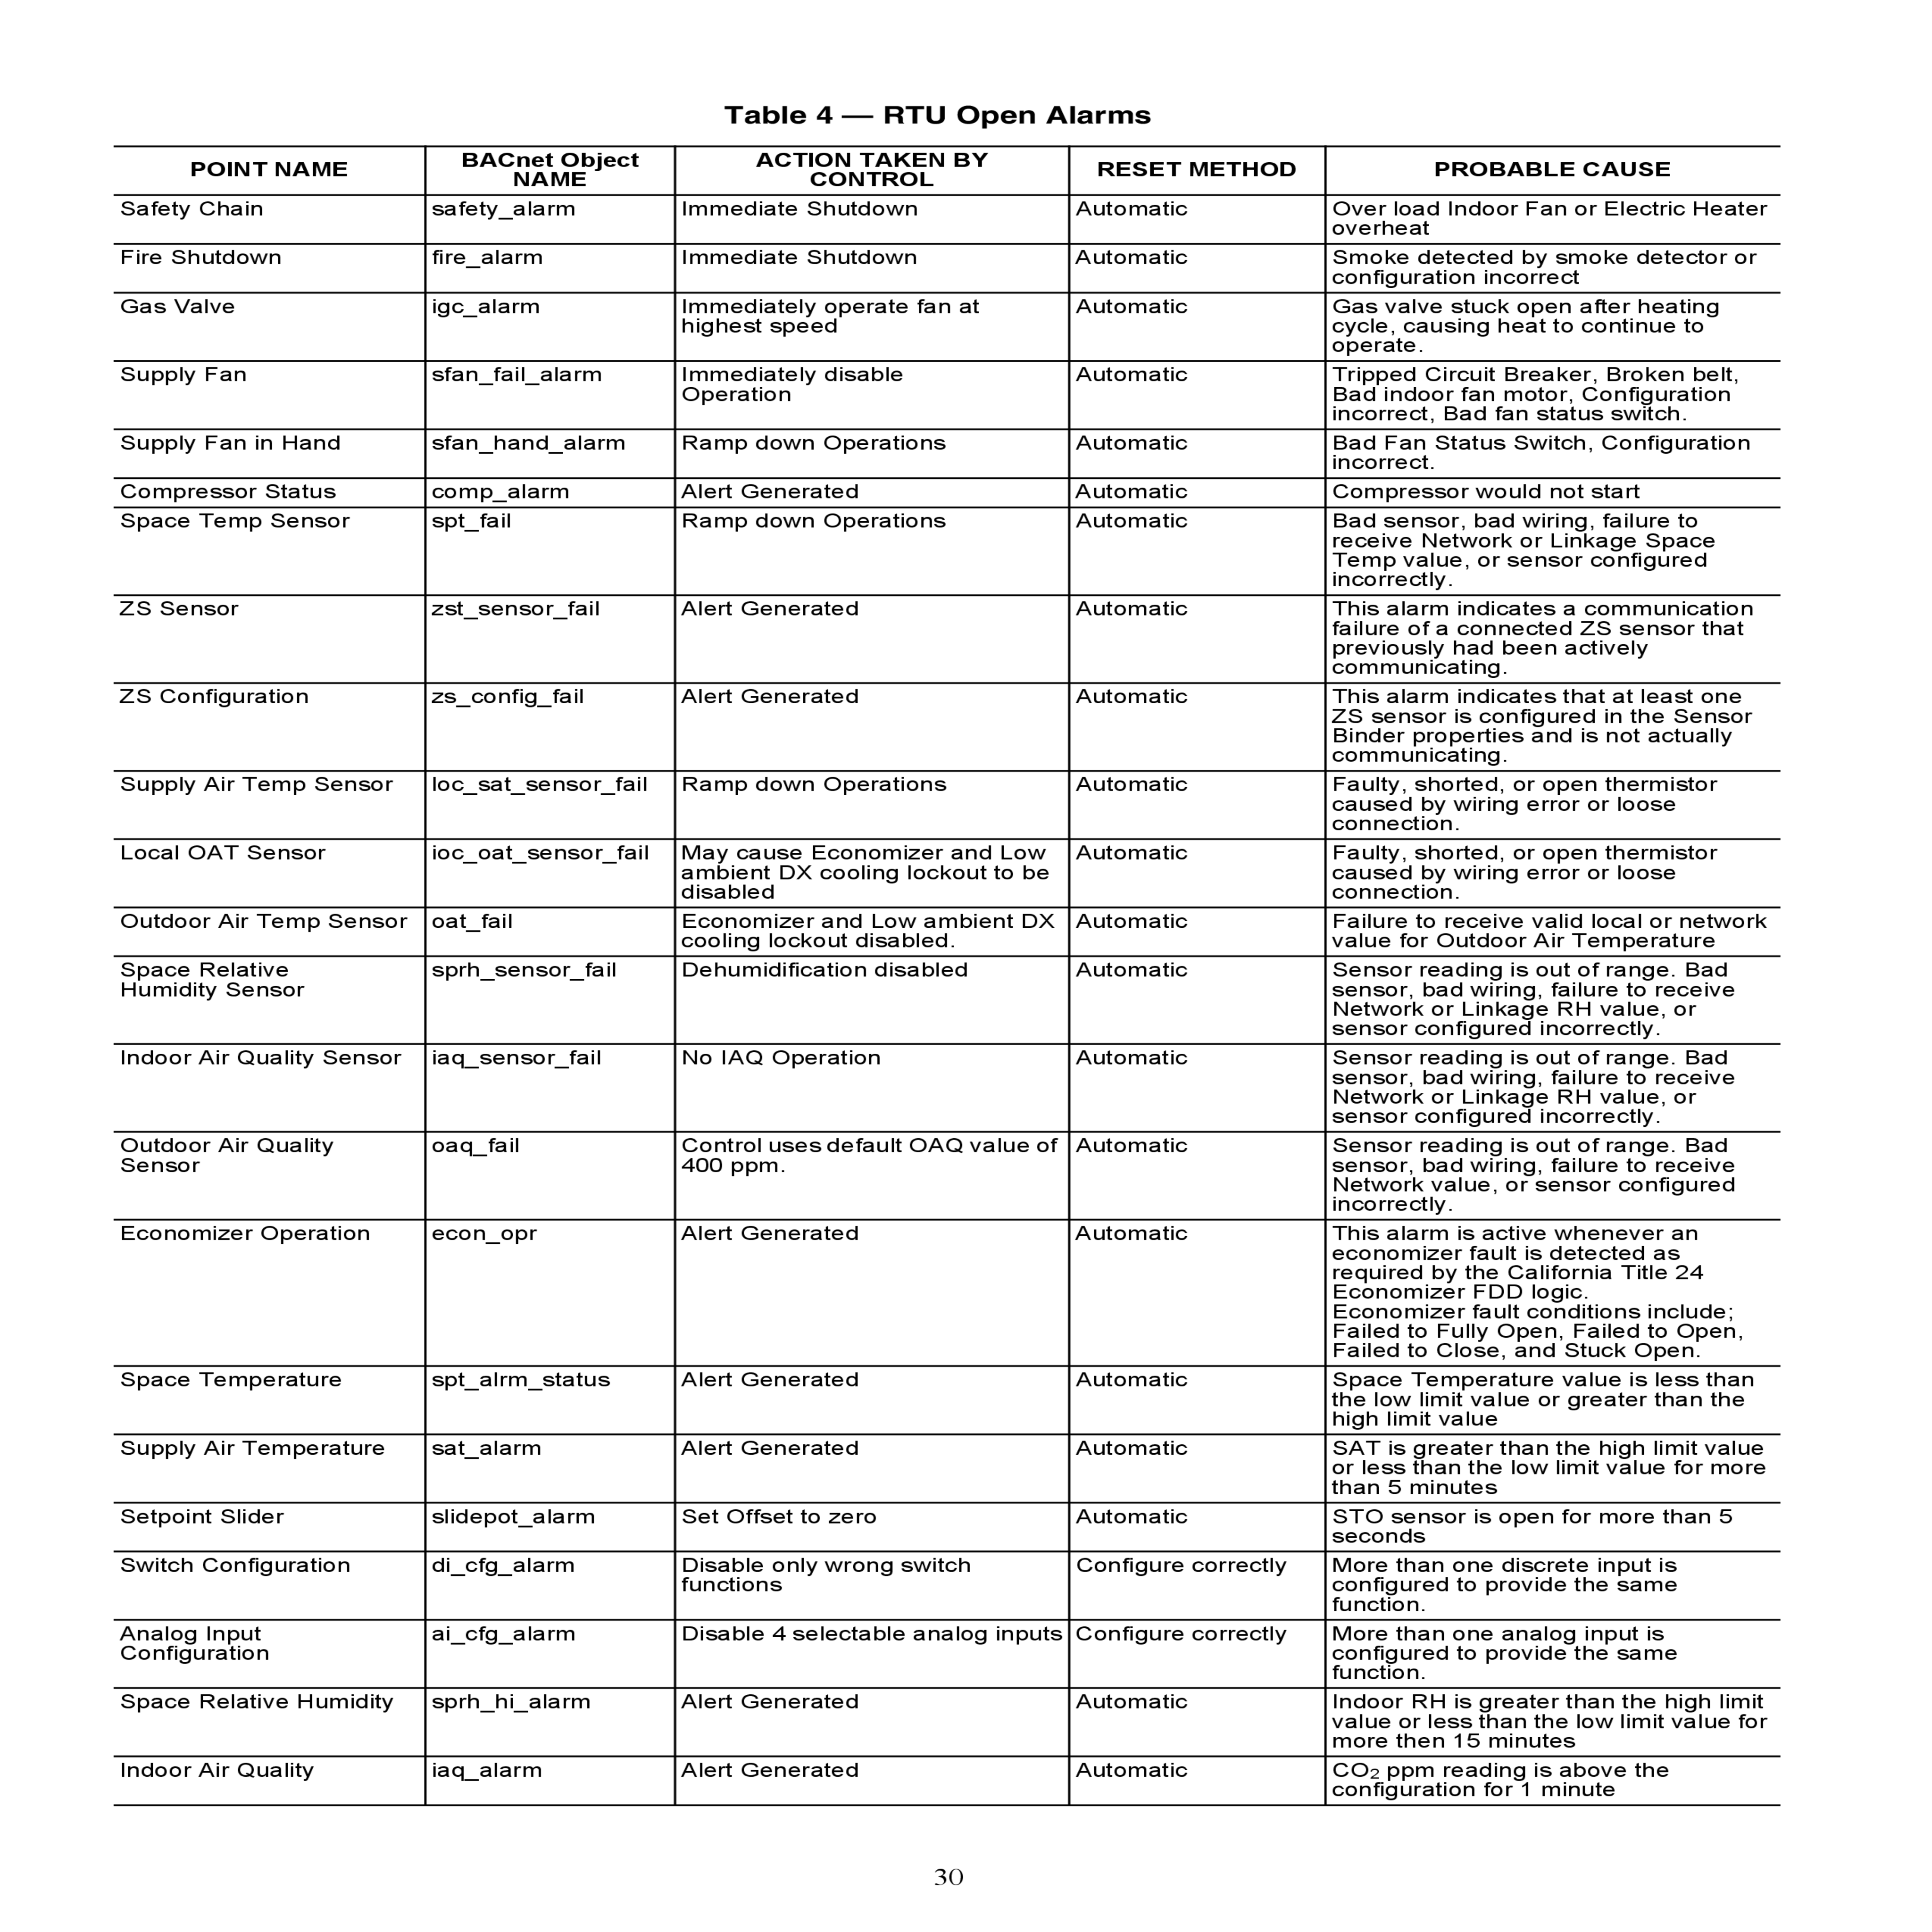 Table 4 — RTU Open Alarms
POINT NAME
BACnet Object
NAME
ACTION TAKEN BY
CONTROL
RESET METHOD
PROBABLE CAUSE
Safety Chain
safety_alarm
Immediate Shutdown
Automatic
Over load Indoor Fan or Electric Heater
overheat
Fire Shutdown
fire_alarm
Immediate Shutdown
Automatic
Smoke detected by smoke detector or
configuration incorrect
Gas Valve
igc_alarm
Immediately operate fan at
highest speed
Automatic
Gas valve stuck open after heating
cycle, causing heat to continue to
operate.
Supply Fan
sfan_fail_alarm
Immediately disable
Operation
Automatic
Tripped Circuit Breaker, Broken belt,
Bad indoor fan motor, Configuration
incorrect, Bad fan status switch.
Supply Fan in Hand
sfan_hand_alarm
Ramp down Operations
Automatic
Bad Fan Status Switch, Configuration
incorrect.
Compressor Status
comp_alarm
Alert Generated
Automatic
Compressor would not start
Space Temp Sensor
spt_fail
Ramp down Operations
Automatic
Bad sensor, bad wiring, failure to
receive Network or Linkage Space
Temp value, or sensor configured
incorrectly.
ZS Sensor
zst_sensor_fail
Alert Generated
Automatic
This alarm indicates a communication
failure of a connected ZS sensor that
previously had been actively
communicating.
ZS Configuration
zs_config_fail
Alert Generated
Automatic
This alarm indicates that at least one
ZS sensor is configured in the Sensor
Binder properties and is not actually
communicating.
Supply Air Temp Sensor
loc_sat_sensor_fail
Ramp down Operations
Automatic
Faulty, shorted, or open thermistor
caused by wiring error or loose
connection.
Local OAT Sensor
ioc_oat_sensor_fail
May cause Economizer and Low
ambient DX cooling lockout to be
disabled
Automatic
Faulty, shorted, or open thermistor
caused by wiring error or loose
connection.
Outdoor Air Temp Sensor
oat_fail
Economizer and Low ambient DX
cooling lockout disabled.
Automatic
Failure to receive valid local or network
value for Outdoor Air Temperature
Space Relative
Humidity Sensor
sprh_sensor_fail
Dehumidification disabled
Automatic
Sensor reading is out of range. Bad
sensor, bad wiring, failure to receive
Network or Linkage RH value, or
sensor configured incorrectly.
Indoor Air Quality Sensor
iaq_sensor_fail
No IAQ Operation
Automatic
Sensor reading is out of range. Bad
sensor, bad wiring, failure to receive
Network or Linkage RH value, or
sensor configured incorrectly.
Outdoor Air Quality
Sensor
oaq_fail
Control uses default OAQ value of
400 ppm.
Automatic
Sensor reading is out of range. Bad
sensor, bad wiring, failure to receive
Network value, or sensor configured
incorrectly.
Economizer Operation
econ_opr
Alert Generated
Automatic
This alarm is active whenever an
economizer fault is detected as
required by the California Title 24
Economizer FDD logic.
Economizer fault conditions include;
Failed to Fully Open, Failed to Open,
Failed to Close, and Stuck Open.
Space Temperature
spt_alrm_status
Alert Generated
Automatic
Space Temperature value is less than
the low limit value or greater than the
high limit value
Supply Air Temperature
sat_alarm
Alert Generated
Automatic
SAT is greater than the high limit value
or less than the low limit value for more
than 5 minutes
Setpoint Slider
slidepot_alarm
Set Offset to zero
Automatic
STO sensor is open for more than 5
seconds
Switch Configuration
di_cfg_alarm
Disable only wrong switch
functions
Configure correctly
More than one discrete input is
configured to provide the same
function.
Analog Input
Configuration
ai_cfg_alarm
Disable 4 selectable analog inputs
Configure correctly
More than one analog input is
configured to provide the same
function.
Space Relative Humidity
sprh_hi_alarm
Alert Generated
Automatic
Indoor RH is greater than the high limit
value or less than the low limit value for
more then 15 minutes
Indoor Air Quality
iaq_alarm
Alert Generated
Automatic
CO2 ppm reading is above the
configuration for 1 minute
30